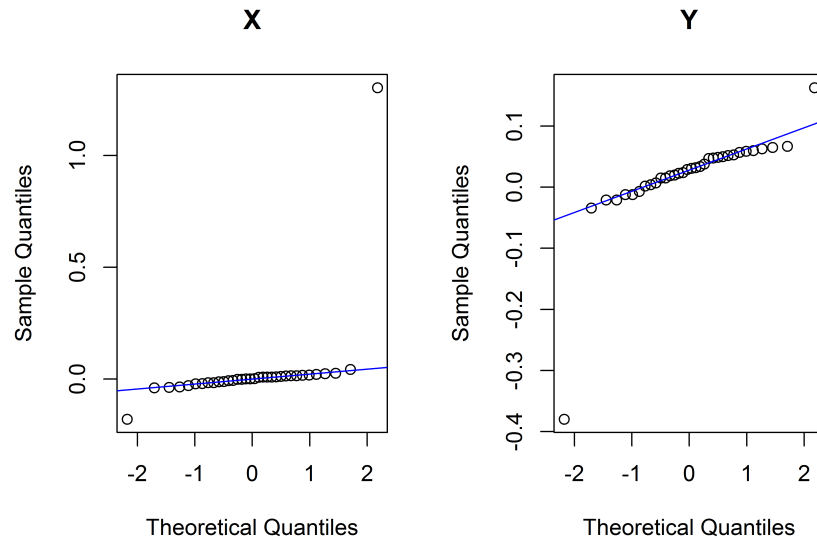 X
Sample Quantiles
1.0
0.5
0.0
-2 -1 0 1 2
Theoretical Quantiles
Y
Sample Quantiles
0.1
0.0
-0.1
-0.2
-0.3
-0.4
-2 -1 0 1 2
Theoretical Quantiles